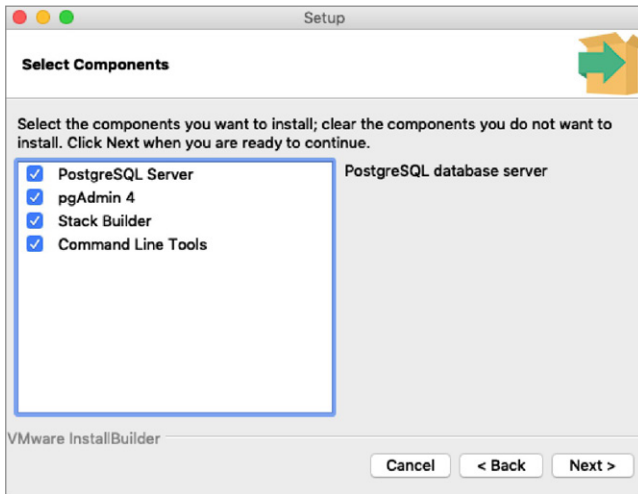 Setup
Select Components
Select the components you want to install; clear the components you do not want to
install. Click Next when you are ready to continue.
PostgreSQL Server
pgAdmin 4
Stack Builder
Command Line Tools
PostgreSQL database server
VMware InstallBuilder
Cancel
< Back
Next >